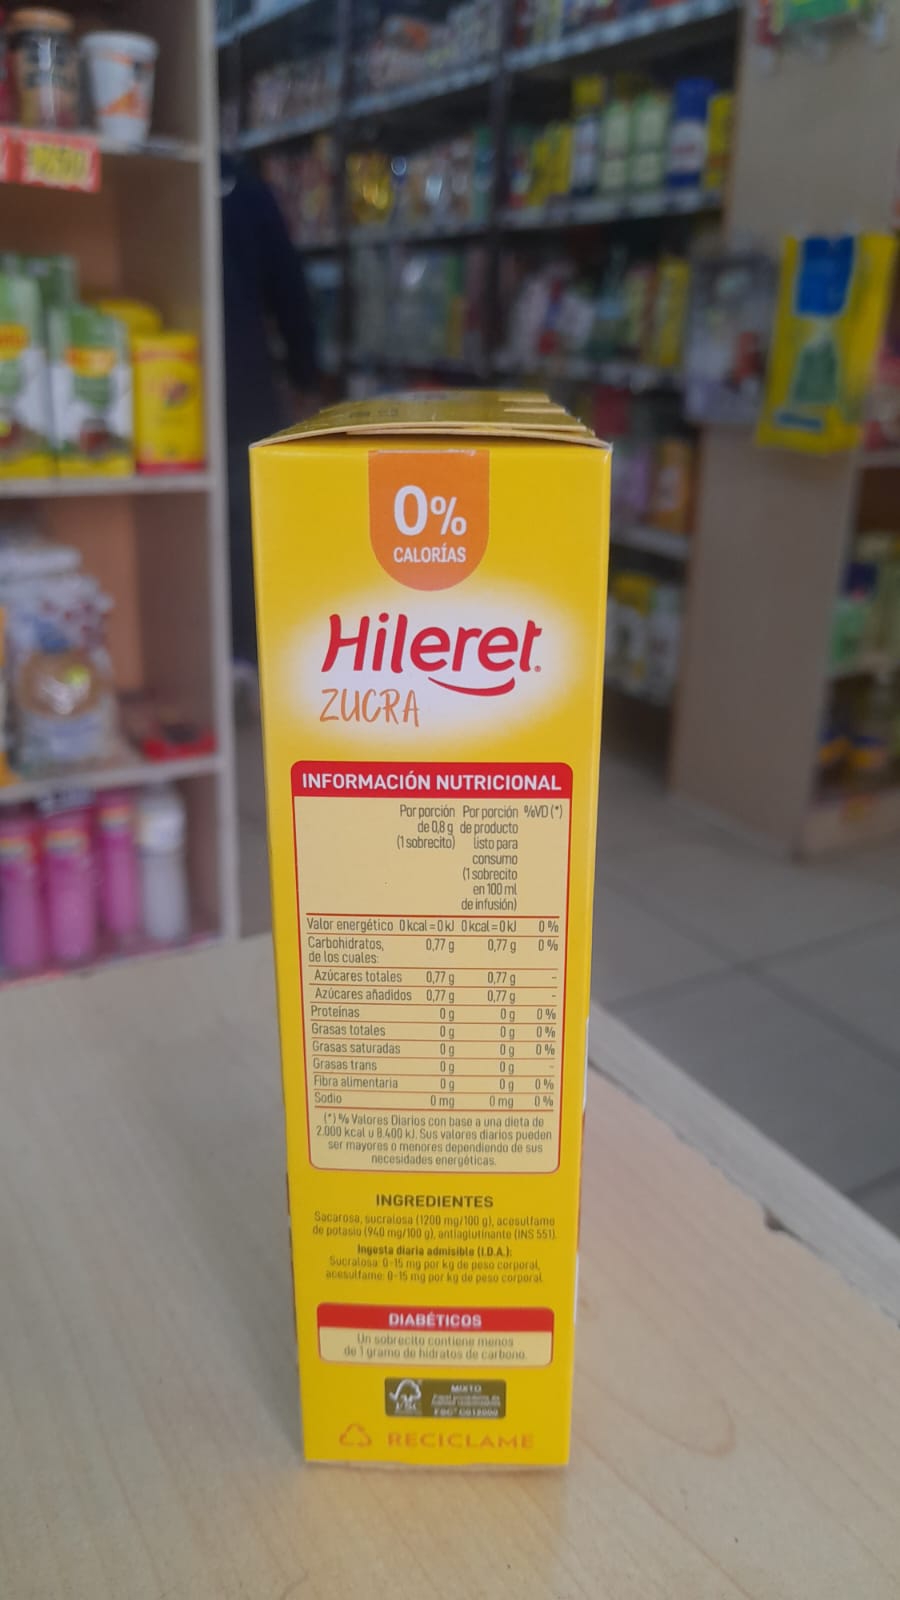 0%
CALORÍAS
Hileret
ZUCRA
INFORMACIÓN NUTRICIONAL
Por porción de 0,8 g (1 sobrecito) Por porción de producto listo para consumo (1 sobrecito en 100 ml de infusión) %VD (*)
Valor energético 0 kcal = 0 kJ 0 kcal = 0 kJ 0 %
Carbohidratos, 0,77 g 0,77 g 0 %
de los cuales:
Azúcares totales 0,77 g 0,77 g -
Azúcares añadidos 0,77 g 0,77 g -
Proteínas 0 g 0 g 0 %
Grasas totales 0 g 0 g 0 %
Grasas saturadas 0 g 0 g 0 %
Grasas trans 0 g 0 g -
Fibra alimentaria 0 g 0 g 0 %
Sodio 0 mg 0 mg 0 %
(*) % Valores Diarios con base a una dieta de
2.000 kcal u 8.400 kJ. Sus valores diarios pueden
ser mayores o menores dependiendo de sus
necesidades energéticas.
INGREDIENTES
Sacarosa, sucralosa (1200 mg/100 g), acesulfame
de potasio (940 mg/100 g), antiaglutinante (INS 551).
Ingesta diaria admisible (I.D.A.):
Sucralosa: 0-15 mg por kg de peso corporal,
acesulfame: 0-15 mg por kg de peso corporal.
DIABÉTICOS
Un sobrecito contiene menos
de 1 gramo de hidratos de carbono.
FSC
MIXTO
RECICLAME